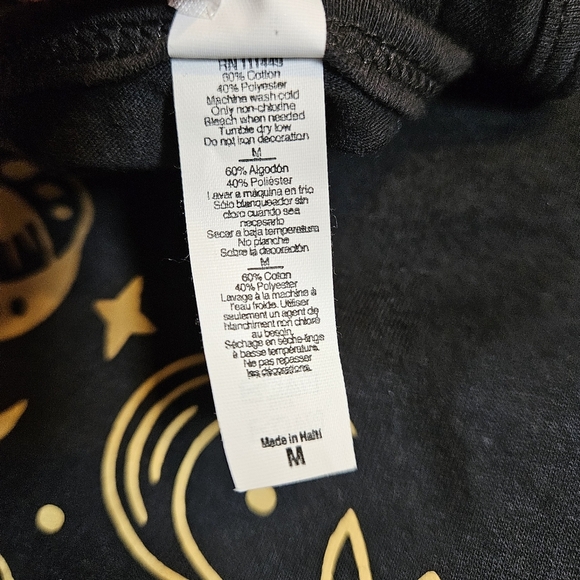 RN 111449
60% Cotton
40% Polyester
Machine wash cold
Only non-chlorine
Bleach when needed
Tumble dry low
Do not iron decoration
M
60% Algodón
40% Poliéster
Lavar a máquina en frio
Sólo blanqueador sin
cloro cuando sea
necesario
Secar a baja temperatura
No planche
Sobre la decoración
M
60% Coton
40% Polyester
Lavage à la machine à
l'eau froide. Utiliser
seulement un agent de
blanchiment non chloré
au besoin.
Séchage en sèche-linge
à basse température.
Ne pas repasser
les décorations.
Made in Haiti
M